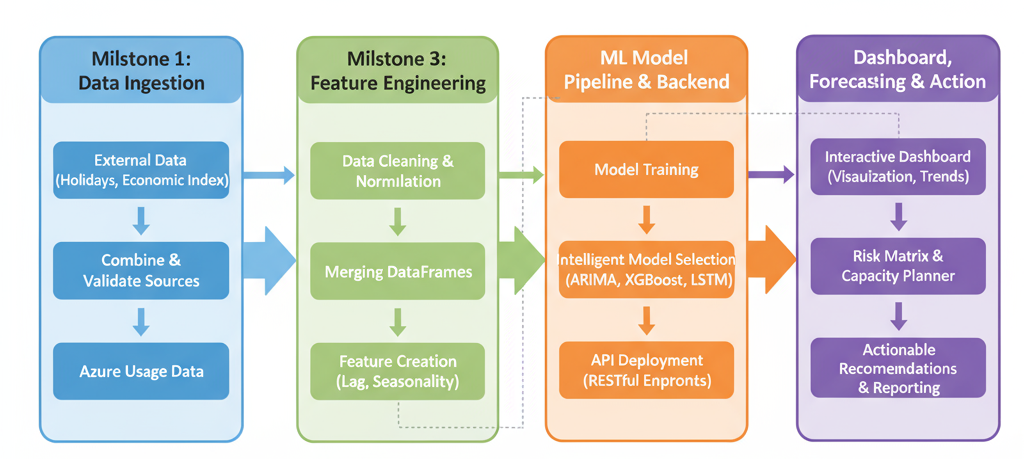 Milstone 1:
Data Ingestion
External Data
(Holidays, Economic Index)
Combine &
Validate Sources
Azure Usage Data
Milstone 3:
Feature Engineering
Data Cleaning &
Normilation
Merging DataFrames
Feature Creation
(Lag, Seasonality)
ML Model
Pipeline & Backend
Model Training
Intelligent Model Selection
(ARIMA, XGBoost, LSTM)
API Deployment
(RESTful Enpronts)
Dashboard,
Forecasting & Action
Interactive Dashboard
(Visauization, Trends)
Risk Matrix &
Capacity Planner
Actionable
Recomendations
& Reporting